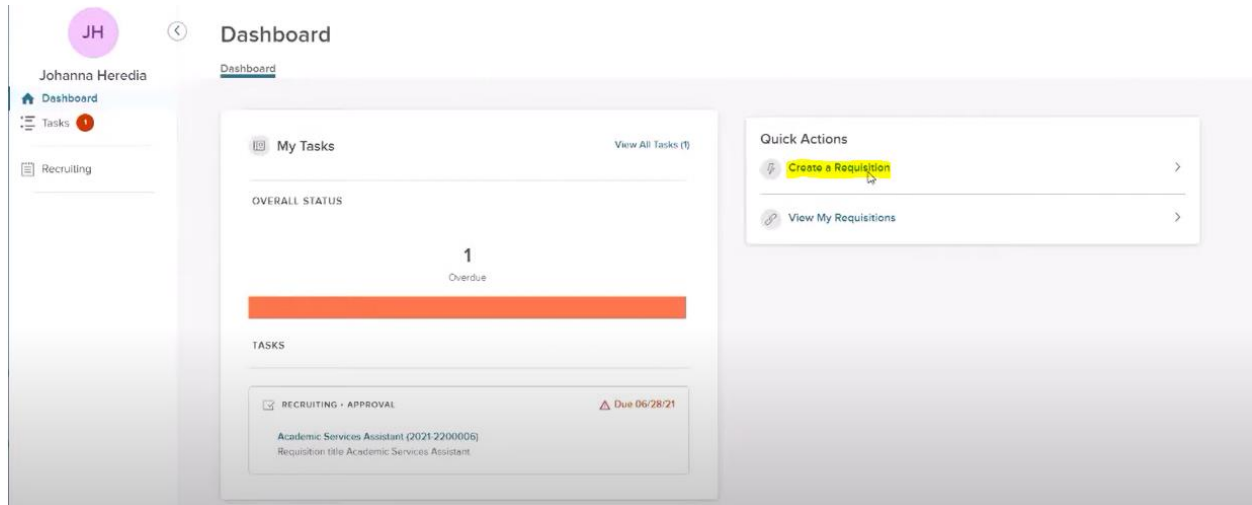 JH
Johanna Heredia
Dashboard
Tasks 1
Recruiting
Dashboard
Dashboard
My Tasks
View All Tasks (1)
OVERALL STATUS
1
Overdue
TASKS
RECRUITING • APPROVAL
Due 06/28/21
Academic Services Assistant (2021-2200006)
Requisition title Academic Services Assistant
Quick Actions
Create a Requisition
View My Requisitions